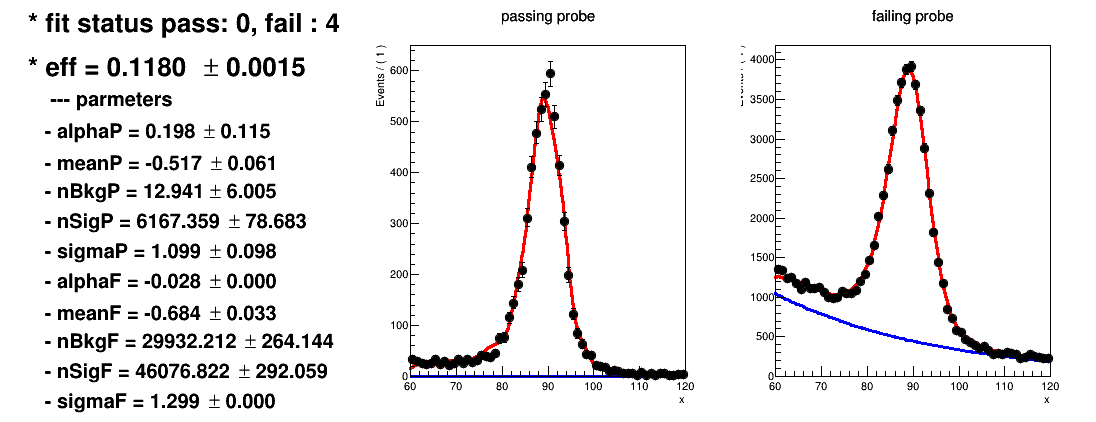 * fit status pass: 0, fail : 4
* eff = 0.1180 ± 0.0015
--- parmeters
- alphaP = 0.198 ± 0.115
- meanP = -0.517 ± 0.061
- nBkgP = 12.941 ± 6.005
- nSigP = 6167.359 ± 78.683
- sigmaP = 1.099 ± 0.098
- alphaF = -0.028 ± 0.000
- meanF = -0.684 ± 0.033
- nBkgF = 29932.212 ± 264.144
- nSigF = 46076.822 ± 292.059
- sigmaF = 1.299 ± 0.000
passing probe
Events / ( 1 )
600
500
400
300
200
100
0
60 70 80 90 100 110 120
x
failing probe
4000
3500
3000
2500
2000
1500
1000
500
0
60 70 80 90 100 110 120
x